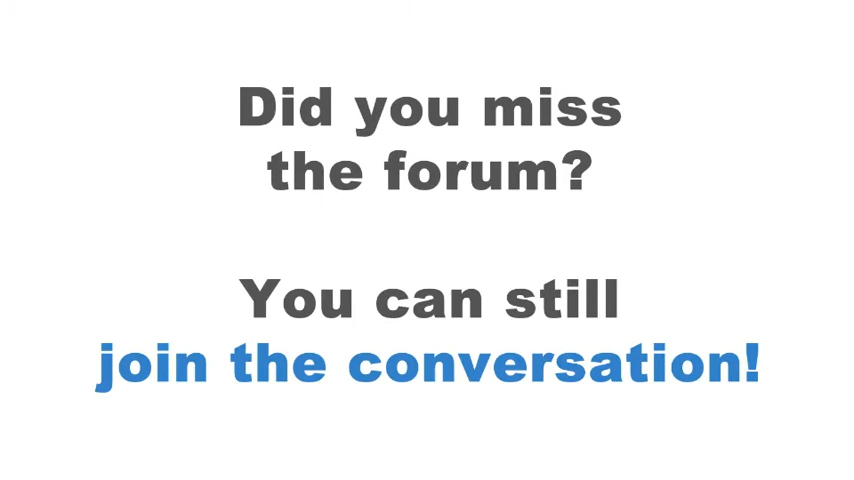 Did you miss
the forum?
You can still
join the conversation!